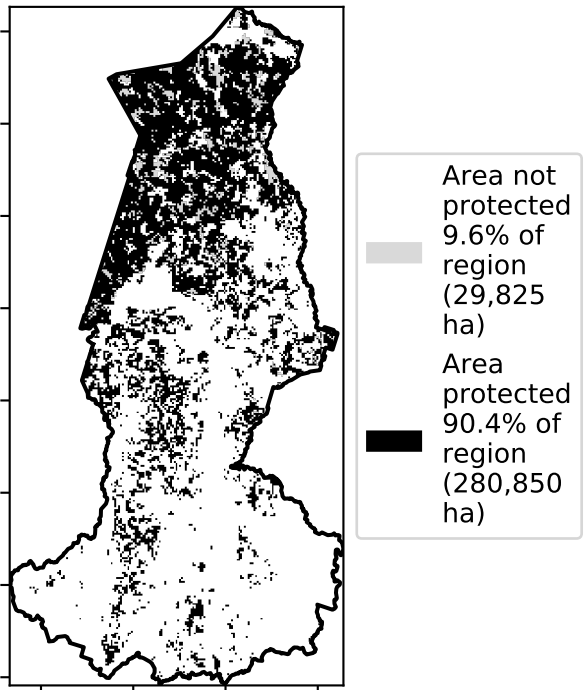 Area not
protected
9.6% of
region
(29,825
ha)
Area
protected
90.4% of
region
(280,850
ha)